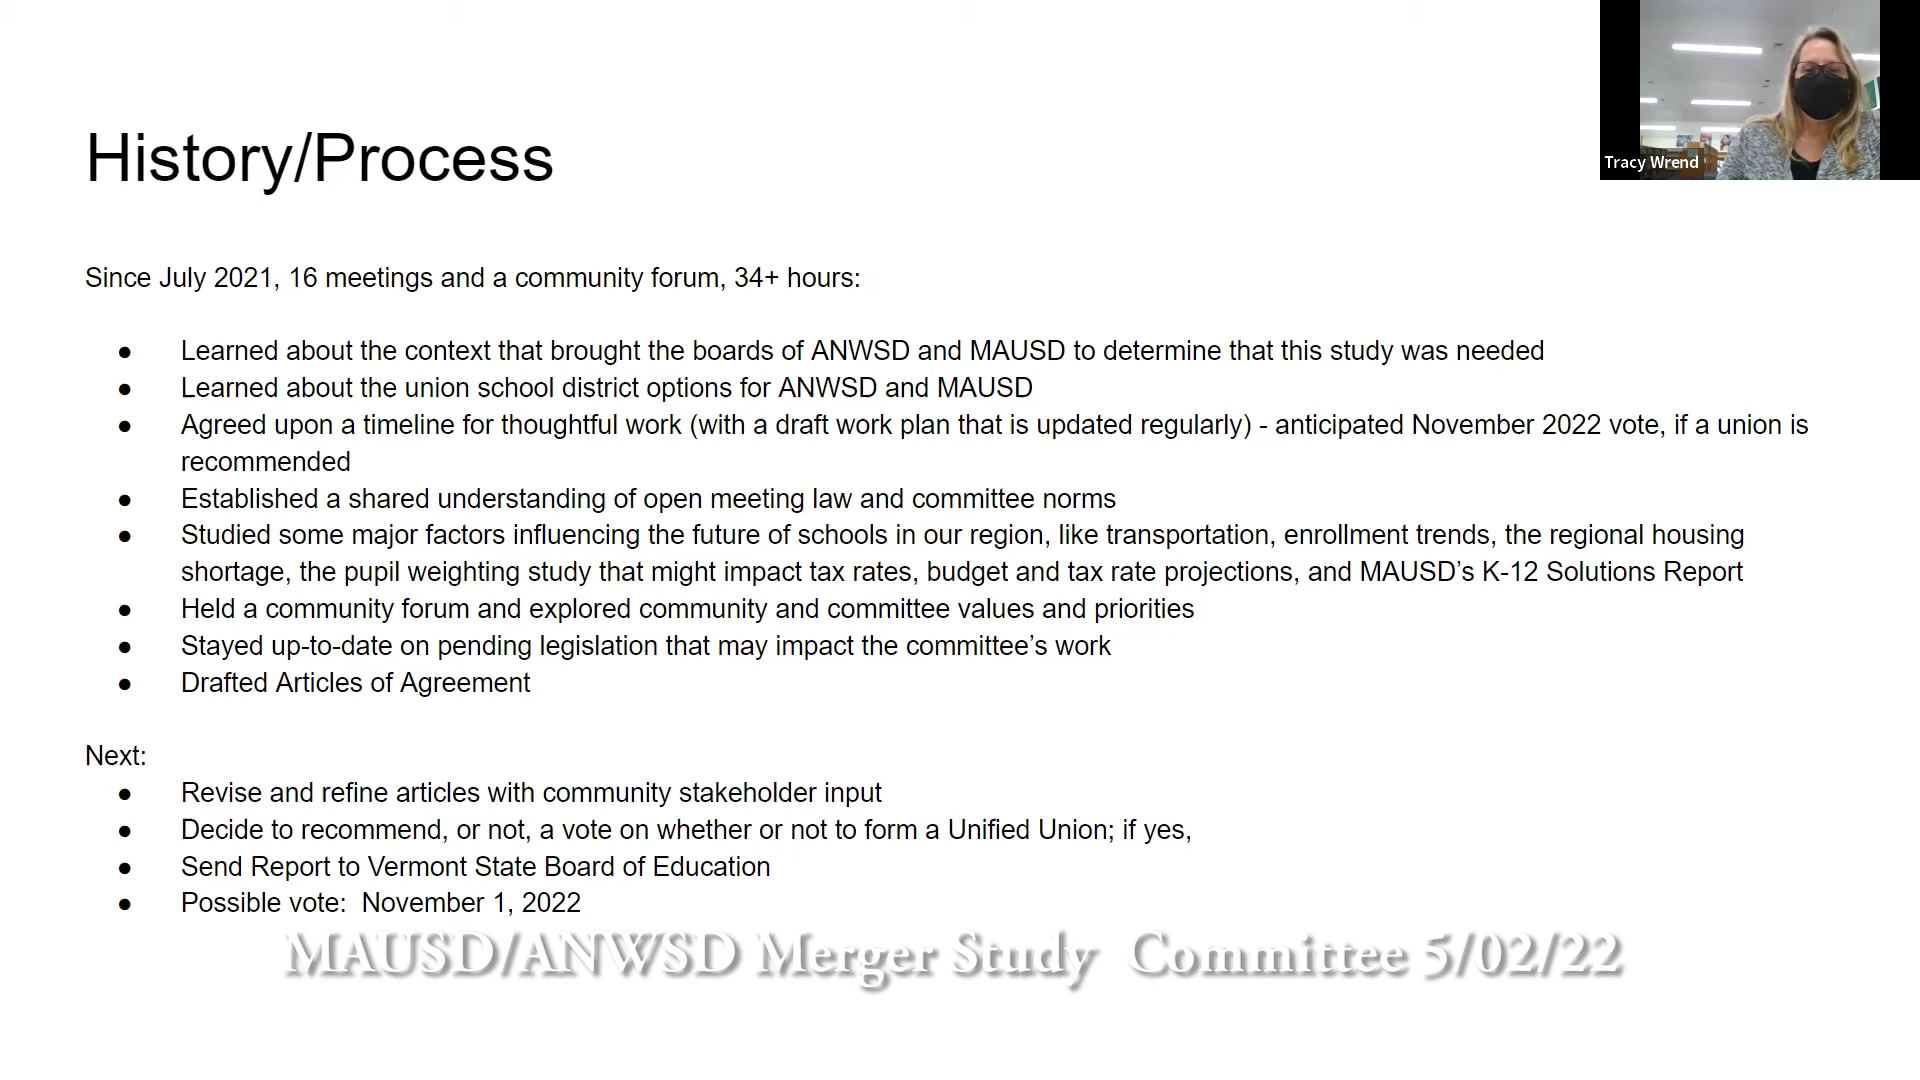 Tracy Wrend
History/Process
Since July 2021, 16 meetings and a community forum, 34+ hours:
● Learned about the context that brought the boards of ANWSD and MAUSD to determine that this study was needed
● Learned about the union school district options for ANWSD and MAUSD
● Agreed upon a timeline for thoughtful work (with a draft work plan that is updated regularly) - anticipated November 2022 vote, if a union is
recommended
● Established a shared understanding of open meeting law and committee norms
● Studied some major factors influencing the future of schools in our region, like transportation, enrollment trends, the regional housing
shortage, the pupil weighting study that might impact tax rates, budget and tax rate projections, and MAUSD’s K-12 Solutions Report
● Held a community forum and explored community and committee values and priorities
● Stayed up-to-date on pending legislation that may impact the committee’s work
● Drafted Articles of Agreement
Next:
● Revise and refine articles with community stakeholder input
● Decide to recommend, or not, a vote on whether or not to form a Unified Union; if yes,
● Send Report to Vermont State Board of Education
● Possible vote:  November 1, 2022
MAUSD/ANWSD Merger Study  Committee 5/02/22